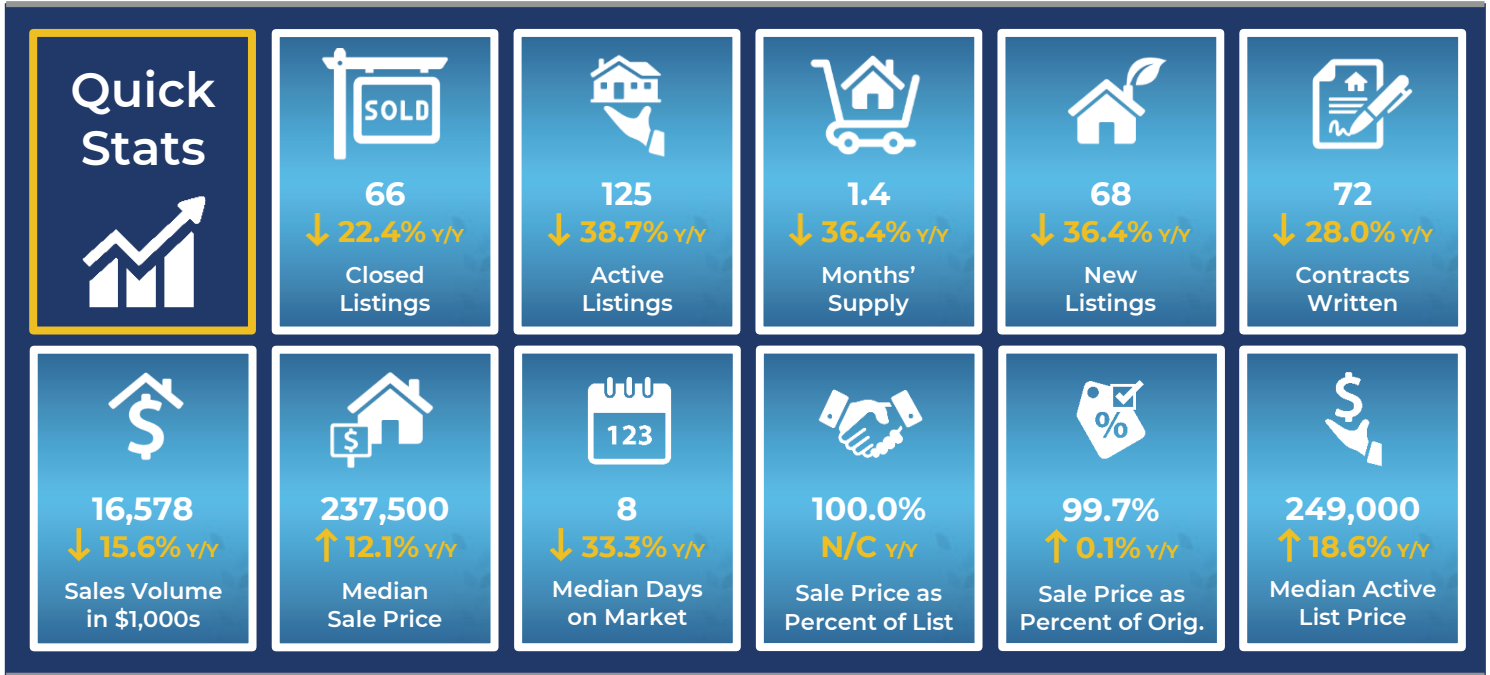 Quick
Stats
SOLD
66
↓ 22.4% Y/Y
Closed
Listings
125
↓ 38.7% Y/Y
Active
Listings
1.4
↓ 36.4% Y/Y
Months’
Supply
68
↓ 36.4% Y/Y
New
Listings
72
↓ 28.0% Y/Y
Contracts
Written
$
16,578
↓ 15.6% Y/Y
Sales Volume
in $1,000s
$
237,500
↑ 12.1% Y/Y
Median
Sale Price
123
8
↓ 33.3% Y/Y
Median Days
on Market
100.0%
N/C Y/Y
Sale Price as
Percent of List
%
99.7%
↑ 0.1% Y/Y
Sale Price as
Percent of Orig.
$
249,000
↑ 18.6% Y/Y
Median Active
List Price